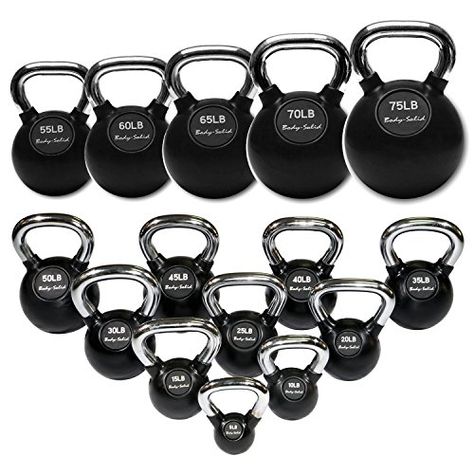 55LB
Body-Solid
60LB
Body-Solid
65LB
Body-Solid
70LB
Body-Solid
75LB
Body-Solid
50LB
Body-Solid
45LB
Body-Solid
40LB
Body-Solid
35LB
Body-Solid
30LB
Body-Solid
25LB
Body-Solid
20LB
Body-Solid
15LB
Body-Solid
10LB
Body-Solid
5LB
Body-Solid